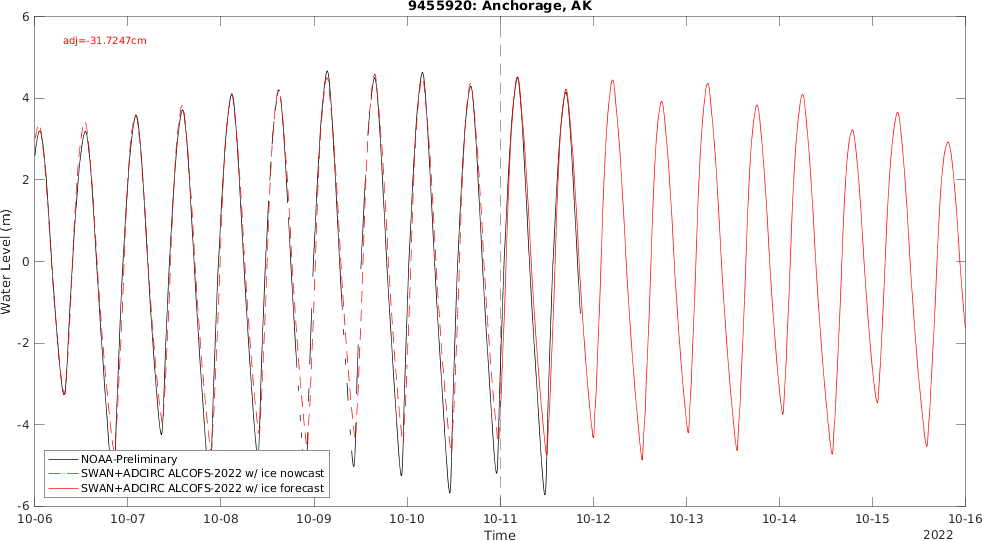 9455920: Anchorage, AK
adj=-31.7247cm
6
4
2
0
-2
-4
-6
Water Level (m)
NOAA-Preliminary
SWAN+ADCIRC ALCOFS-2022 w/ ice nowcast
SWAN+ADCIRC ALCOFS-2022 w/ ice forecast
10-06 10-07 10-08 10-09 10-10 10-11 10-12 10-13 10-14 10-15 10-16
Time
2022